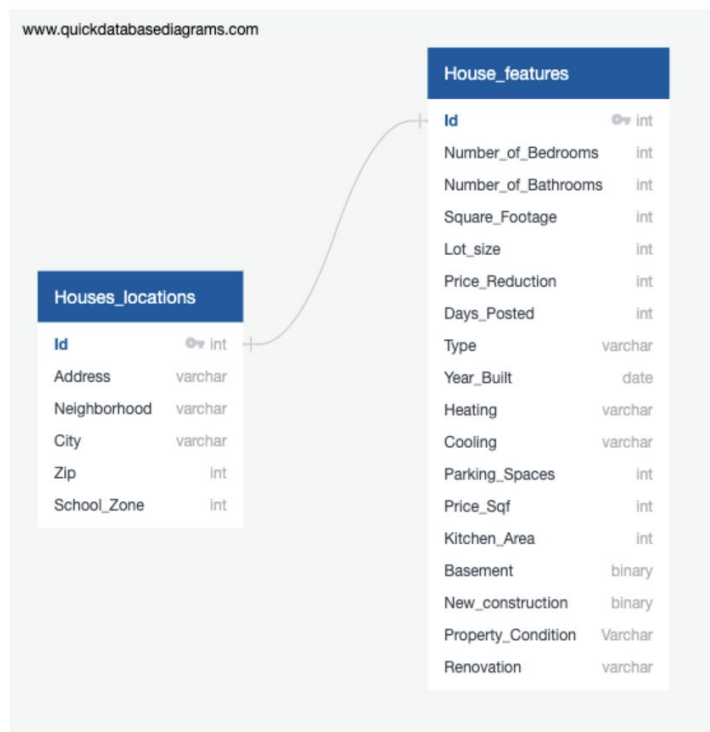 www.quickdatabasediagrams.com
House_features
Id int
Number_of_Bedrooms int
Number_of_Bathrooms int
Square_Footage int
Lot_size int
Price_Reduction int
Days_Posted int
Type varchar
Year_Built date
Heating varchar
Cooling varchar
Parking_Spaces int
Price_Sqf int
Kitchen_Area int
Basement binary
New_construction binary
Property_Condition Varchar
Renovation varchar
Houses_locations
Id int
Address varchar
Neighborhood varchar
City varchar
Zip int
School_Zone int